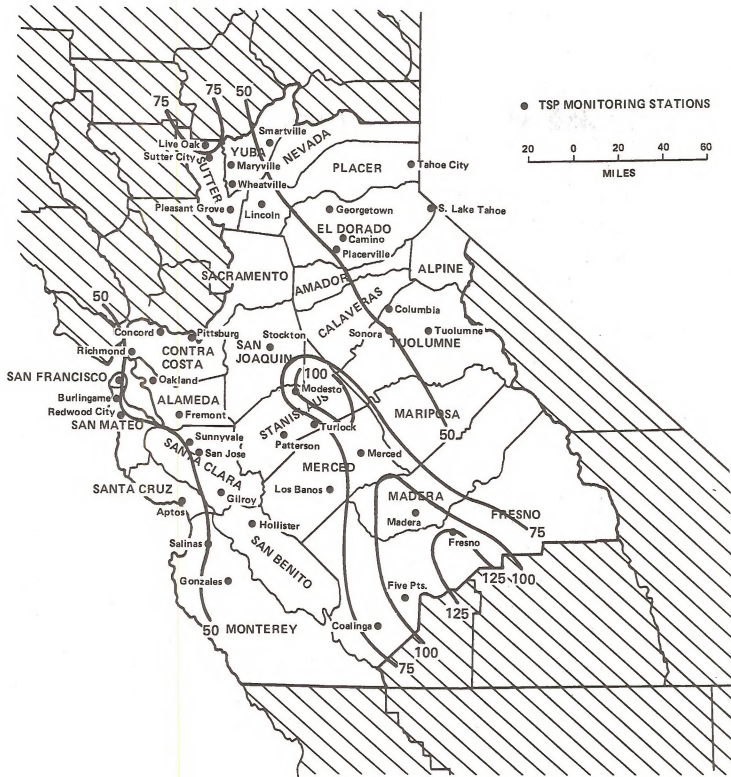 75
75
50
TSP MONITORING STATIONS
20 0 20 40 60
MILES
Smartville
NEVADA
Live Oak
YUBA
Sutter City
SUTTER
Maryville
PLACER
Tahoe City
Wheatville
Pleasant Grove
Lincoln
Georgetown
S. Lake Tahoe
EL DORADO
Camino
Placerville
SACRAMENTO
AMADOR
ALPINE
50
CALAVERAS
Columbia
Concord
Pittsburg
Stockton
Sonora
Tuolumne
TUOLUMNE
Richmond
CONTRA
COSTA
SAN
JOAQUIN
SAN FRANCISCO
Oakland
100
Modesto
Burlingame
ALAMEDA
MARIPOSA
Redwood City
Fremont
STANISLAUS
SAN MATEO
Turlock
50
Sunnyvale
Patterson
SANTA CLARA
San Jose
Merced
MERCED
SANTA CRUZ
Gilroy
Los Banos
MADERA
Aptos
Madera
FRESNO
75
Hollister
Salinas
Fresno
SAN BENITO
125
100
Gonzales
Five Pts.
125
50
MONTEREY
Coalinga
100
75